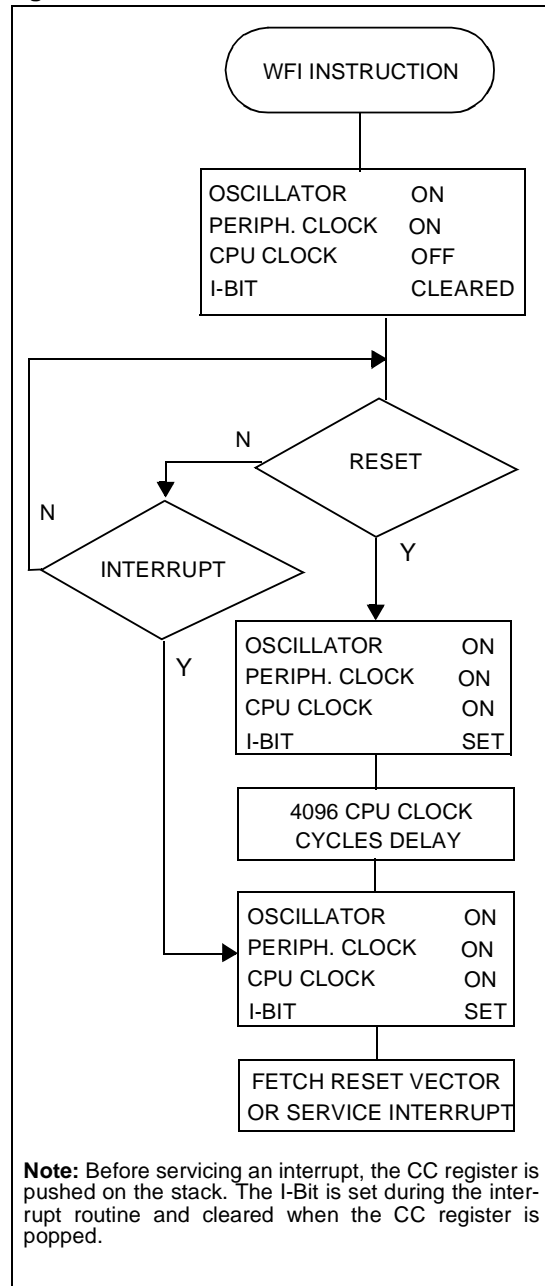 WFI INSTRUCTION
OSCILLATOR ON
PERIPH. CLOCK ON
CPU CLOCK OFF
I-BIT CLEARED
N
RESET
N
INTERRUPT
Y
Y
OSCILLATOR ON
PERIPH. CLOCK ON
CPU CLOCK ON
I-BIT SET
4096 CPU CLOCK
CYCLES DELAY
OSCILLATOR ON
PERIPH. CLOCK ON
CPU CLOCK ON
I-BIT SET
FETCH RESET VECTOR
OR SERVICE INTERRUPT
Note: Before servicing an interrupt, the CC register is
pushed on the stack. The I-Bit is set during the inter-
rupt routine and cleared when the CC register is
popped.